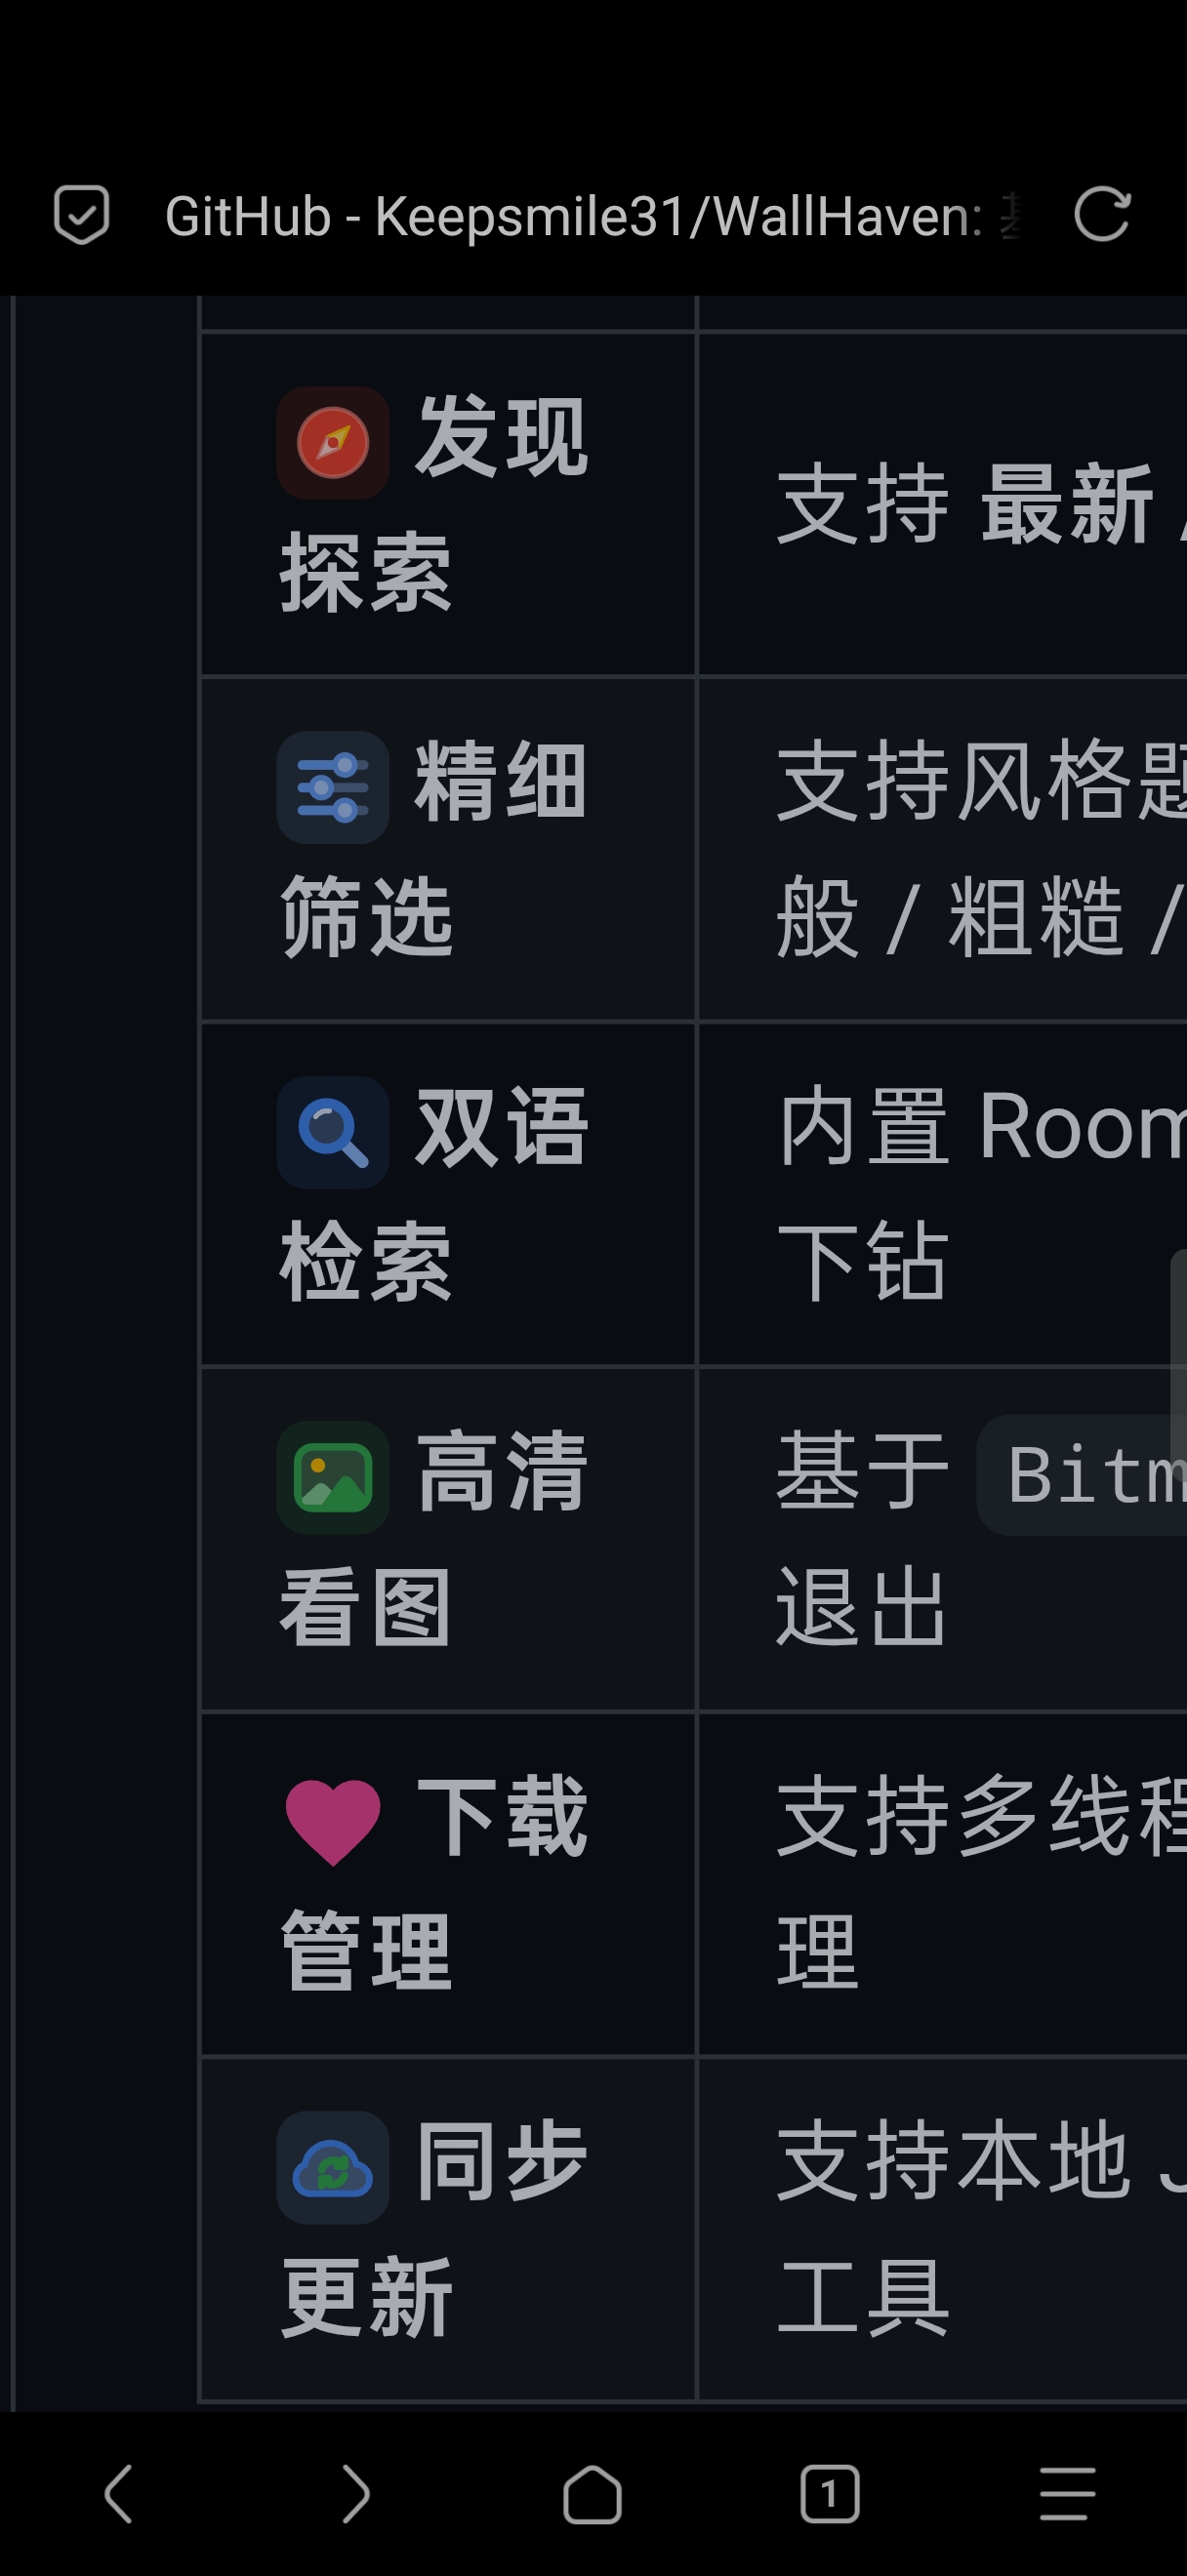 GitHub - Keepsmile31/WallHaven:
发现
探索
支持 最新 /
精细
筛选
支持风格题
般 / 粗糙 /
双语
检索
内置 Room
下钻
高清
看图
基于 Bitm
退出
下载
管理
支持多线程
理
同步
更新
支持本地 J
工具
1